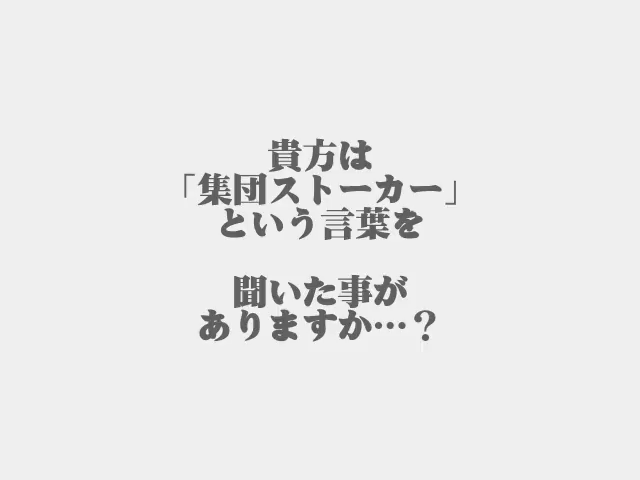 貴方は
「集団ストーカー」
という言葉を
聞いた事が
ありますか…？